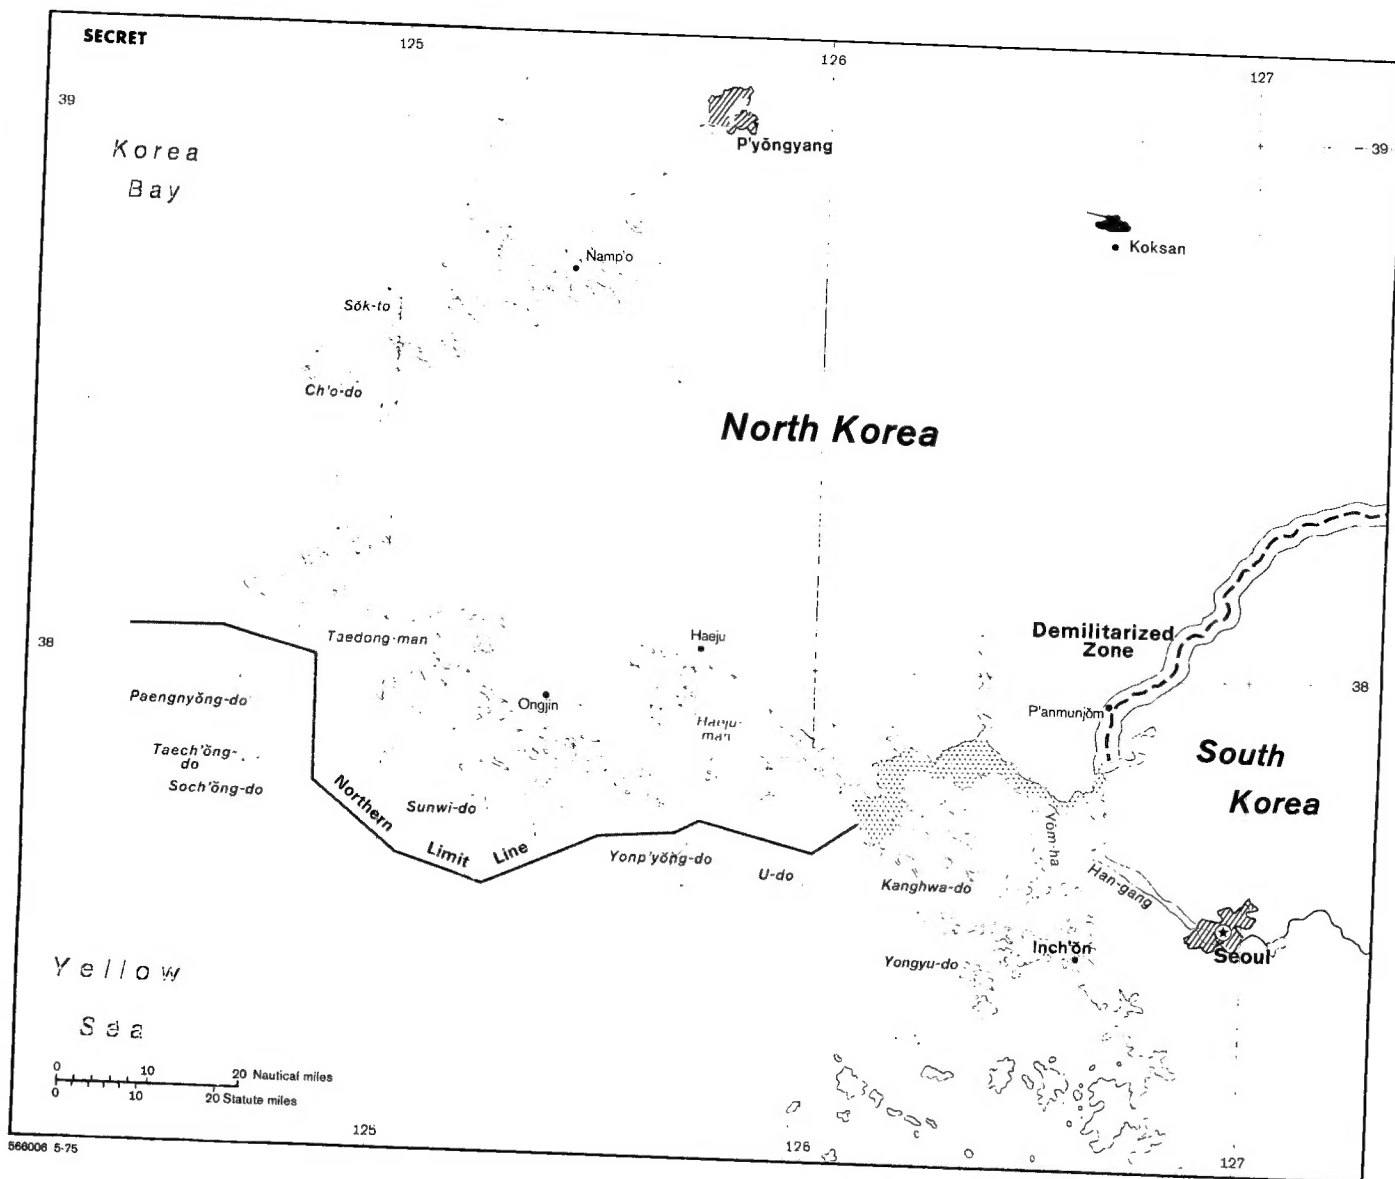 SECRET
125
126
127
39
39
Korea
Bay
P'yŏngyang
Koksan
Namp'o
Sŏk-to
Ch'o-do
North Korea
38
Taedong-man
Haeju
Demilitarized
Zone
38
Paengnyŏng-do
Ongjin
Haeju-
man
P'anmunjŏm
Taech'ŏng-
do
Soch'ŏng-do
South
Korea
Northern
Limit
Line
Sunwi-do
Yonp'yŏng-do
U-do
Yŏm-ha
Kanghwa-do
Han-gang
Inch'ŏn
Seoul
Yongyu-do
Yellow
Sea
0 10 20 Nautical miles
0 10 20 Statute miles
125
126
127
566006 5-75